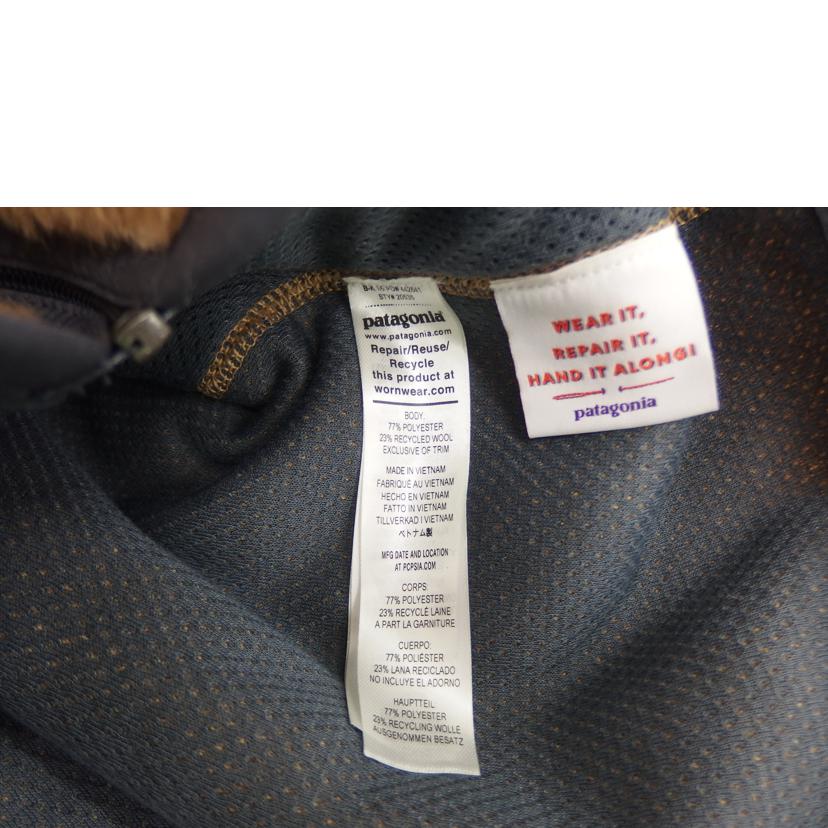 STY# 20535
patagonia®
www.patagonia.com
Repair/Reuse/
Recycle
this product at
wornwear.com
BODY:
77% POLYESTER
23% RECYCLED WOOL
EXCLUSIVE OF TRIM
MADE IN VIETNAM
FABRIQUÉ AU VIETNAM
HECHO EN VIETNAM
FATTO IN VIETNAM
TILLVERKAD I VIETNAM
ベトナム製
MFG DATE AND LOCATION
AT PCPSIA.COM
CORPS:
77% POLYESTER
23% RECYCLÉ LAINE
A PART LA GARNITURE
CUERPO:
77% POLIÉSTER
23% LANA RECICLADO
NO INCLUYE EL ADORNO
HAUPTTEIL:
77% POLYESTER
23% RECYCLING WOLLE
AUSGENOMMEN BESATZ
WEAR IT,
REPAIR IT,
HAND IT ALONG!
patagonia